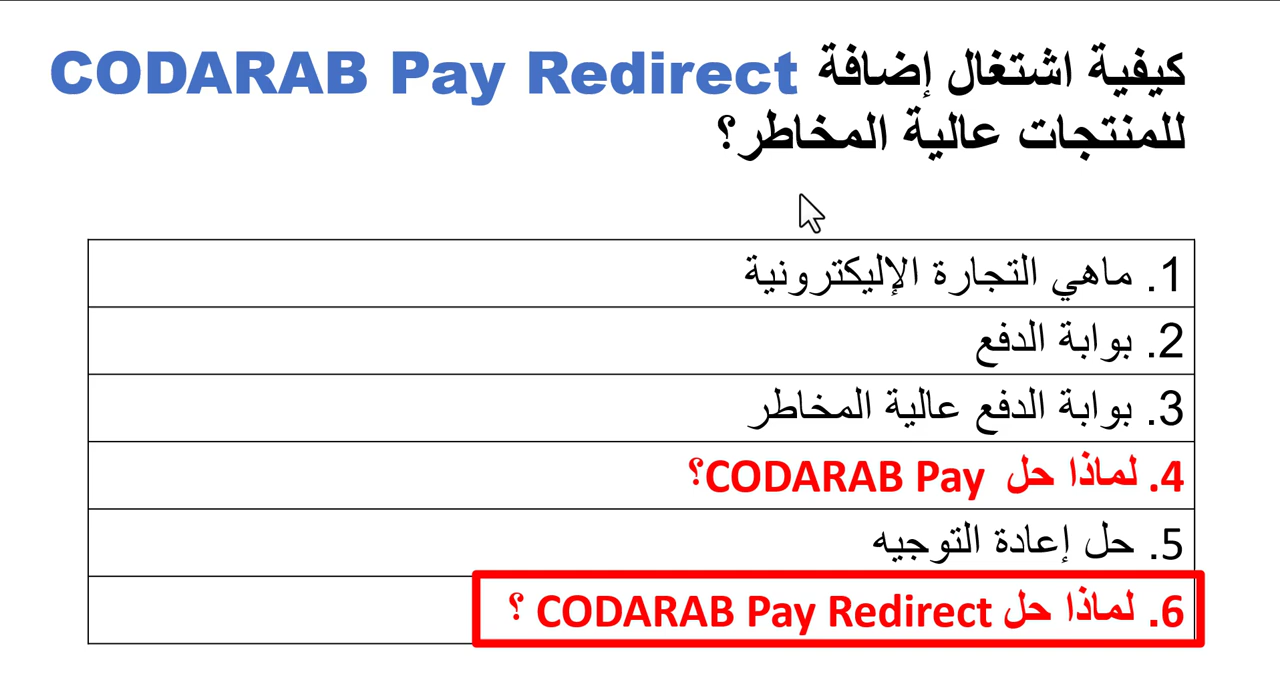 كيفية اشتغال إضافة CODARAB Pay Redirect
للمنتجات عالية المخاطر؟
1. ماهي التجارة الإليكترونية
2. بوابة الدفع
3. بوابة الدفع عالية المخاطر
4. لماذا حل CODARAB Pay؟
5. حل إعادة التوجيه
6. لماذا حل CODARAB Pay Redirect ؟